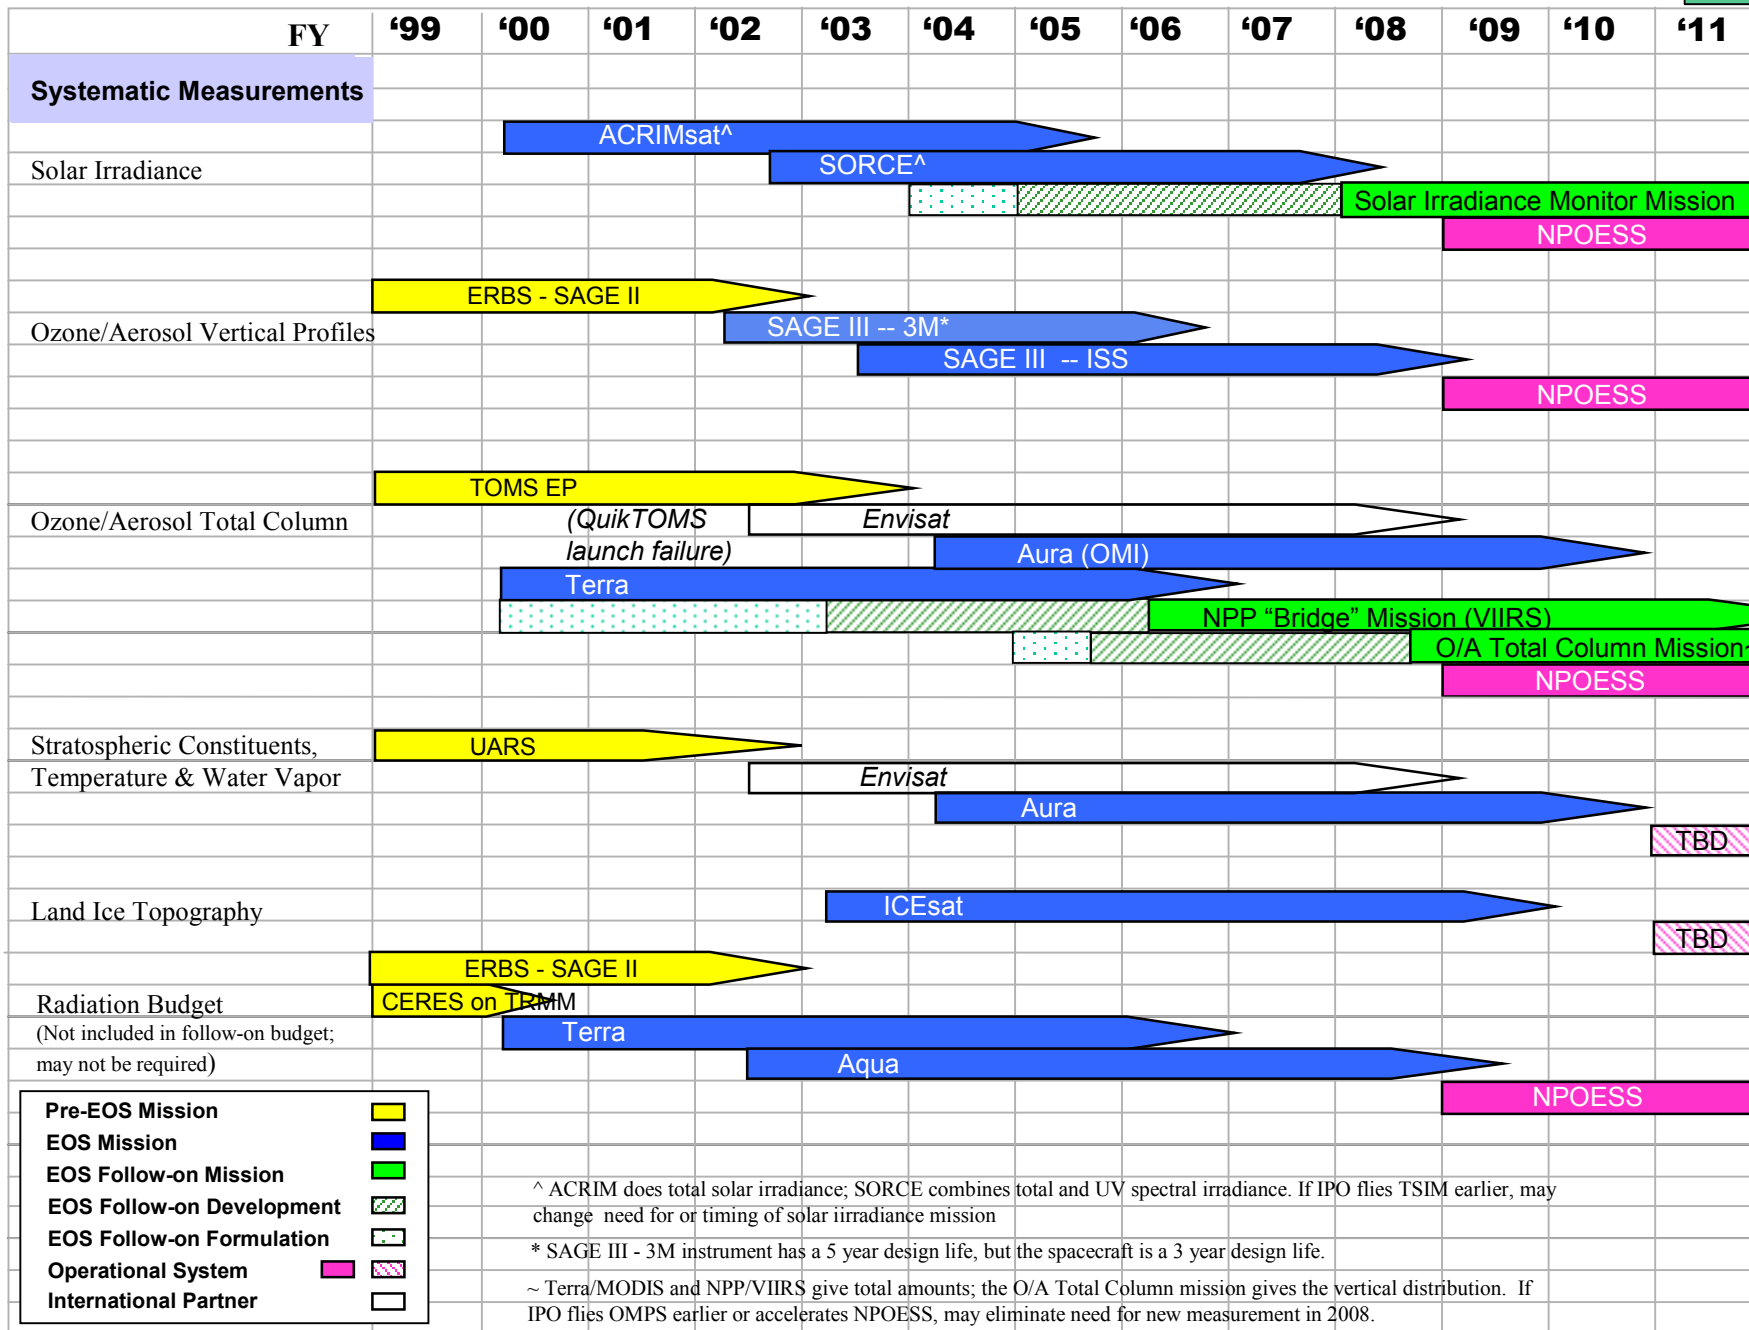 FY ‘99 ‘00 ‘01 ‘02 ‘03 ‘04 ‘05 ‘06 ‘07 ‘08 ‘09 ‘10 ‘11
Systematic Measurements
ACRIMsat^
Solar Irradiance
SORCE^
Solar Irradiance Monitor Mission
NPOESS
ERBS - SAGE II
Ozone/Aerosol Vertical Profiles
SAGE III -- 3M*
SAGE III -- ISS
NPOESS
TOMS EP
Ozone/Aerosol Total Column
(QuikTOMS
launch failure)
Envisat
Aura (OMI)
Terra
NPP “Bridge” Mission (VIIRS)
O/A Total Column Mission~
NPOESS
Stratospheric Constituents,
Temperature & Water Vapor
UARS
Envisat
Aura
TBD
Land Ice Topography
ICEsat
TBD
ERBS - SAGE II
Radiation Budget
(Not included in follow-on budget;
may not be required)
CERES on TRMM
Terra
Aqua
NPOESS
Pre-EOS Mission
EOS Mission
EOS Follow-on Mission
EOS Follow-on Development
EOS Follow-on Formulation
Operational System
International Partner
^ ACRIM does total solar irradiance; SORCE combines total and UV spectral irradiance. If IPO flies TSIM earlier, may
change need for or timing of solar iirradiance mission
* SAGE III - 3M instrument has a 5 year design life, but the spacecraft is a 3 year design life.
~ Terra/MODIS and NPP/VIIRS give total amounts; the O/A Total Column mission gives the vertical distribution. If
IPO flies OMPS earlier or accelerates NPOESS, may eliminate need for new measurement in 2008.